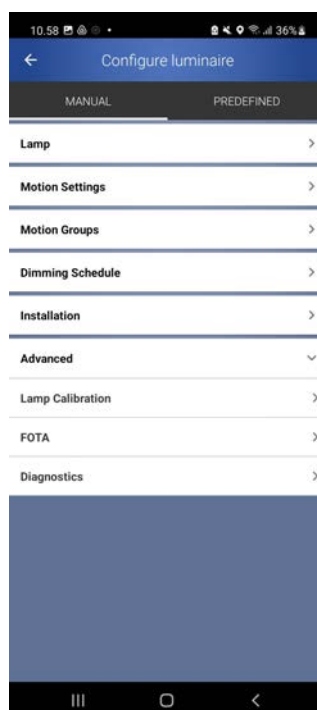 10.58 36%
Configure luminaire
MANUAL PREDEFINED
Lamp
Motion Settings
Motion Groups
Dimming Schedule
Installation
Advanced
Lamp Calibration
FOTA
Diagnostics